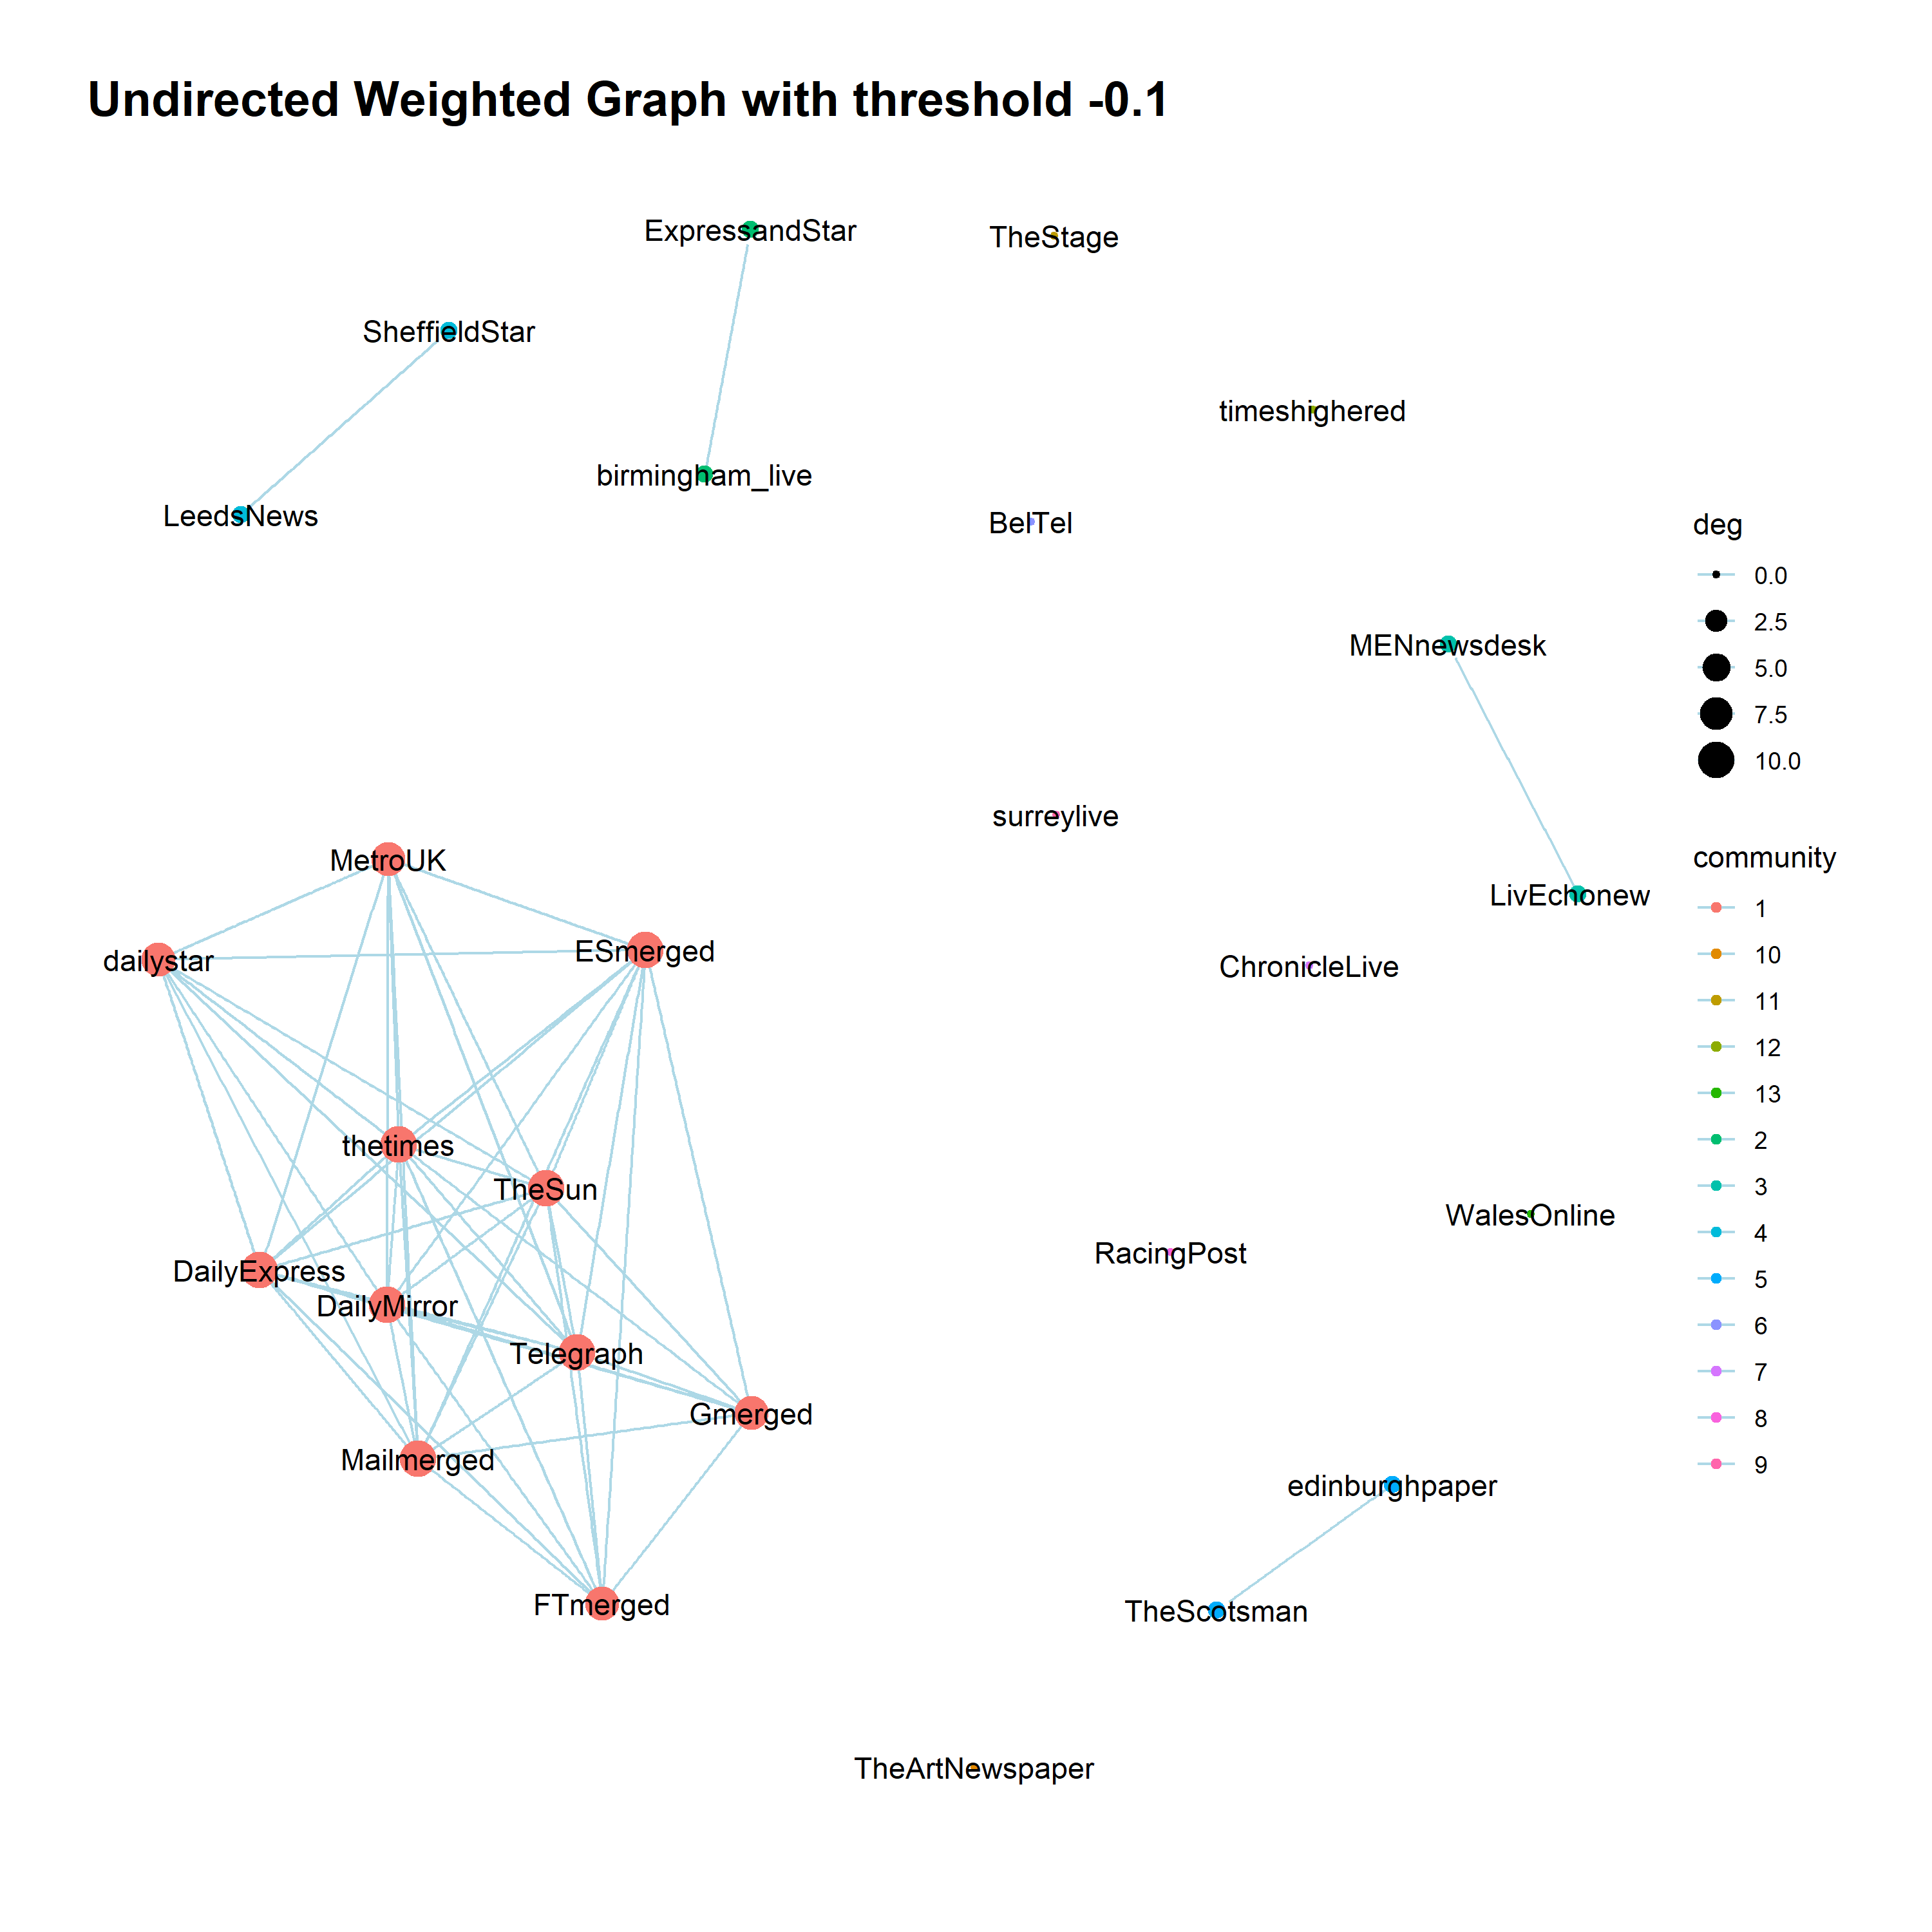 Undirected Weighted Graph with threshold -0.1
ExpressandStar
TheStage
SheffieldStar
timeshighered
birmingham_live
LeedsNews
BelTel
MENnewsdesk
surreylive
MetroUK
LivEchonew
dailystar
ESmerged
ChronicleLive
thetimes
TheSun
WalesOnline
RacingPost
DailyExpress
DailyMirror
Telegraph
Gmerged
Mailmerged
edinburghpaper
FTmerged
TheScotsman
TheArtNewspaper
deg
0.0
2.5
5.0
7.5
10.0
community
1
10
11
12
13
2
3
4
5
6
7
8
9